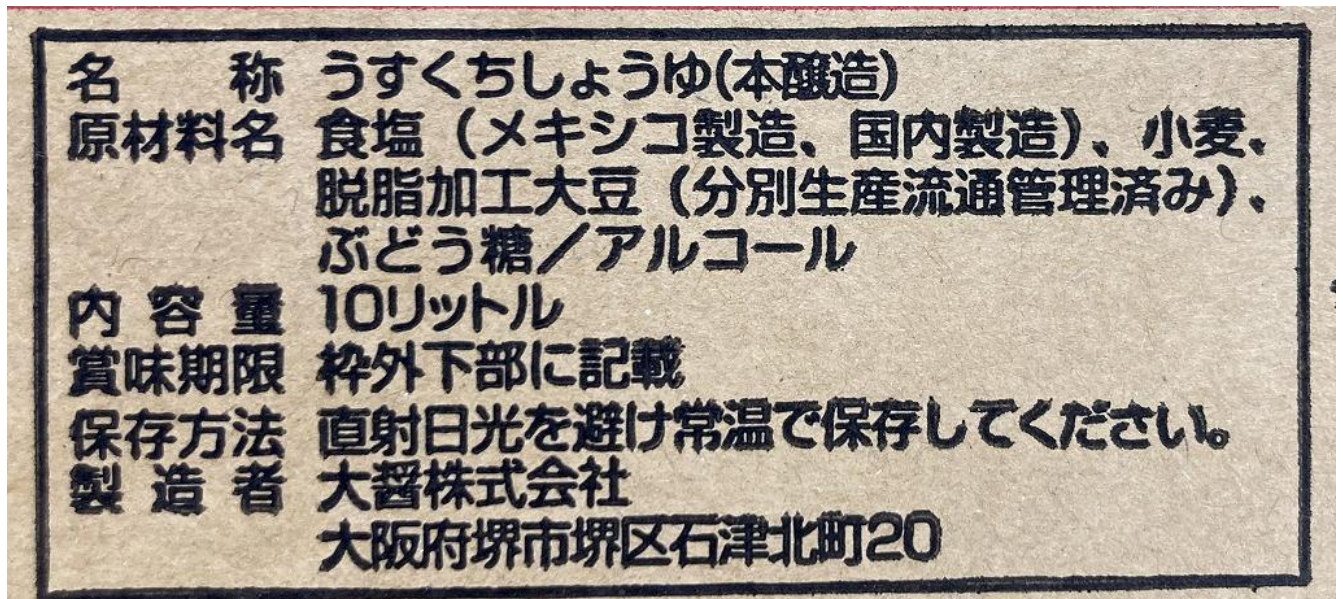 名称 うすくちしょうゆ(本醸造)
原材料名 食塩（メキシコ製造、国内製造）、小麦、
脱脂加工大豆（分別生産流通管理済み）、
ぶどう糖／アルコール
内容量 10リットル
賞味期限 枠外下部に記載
保存方法 直射日光を避け常温で保存してください。
製造者 大醤株式会社
大阪府堺市堺区石津北町20